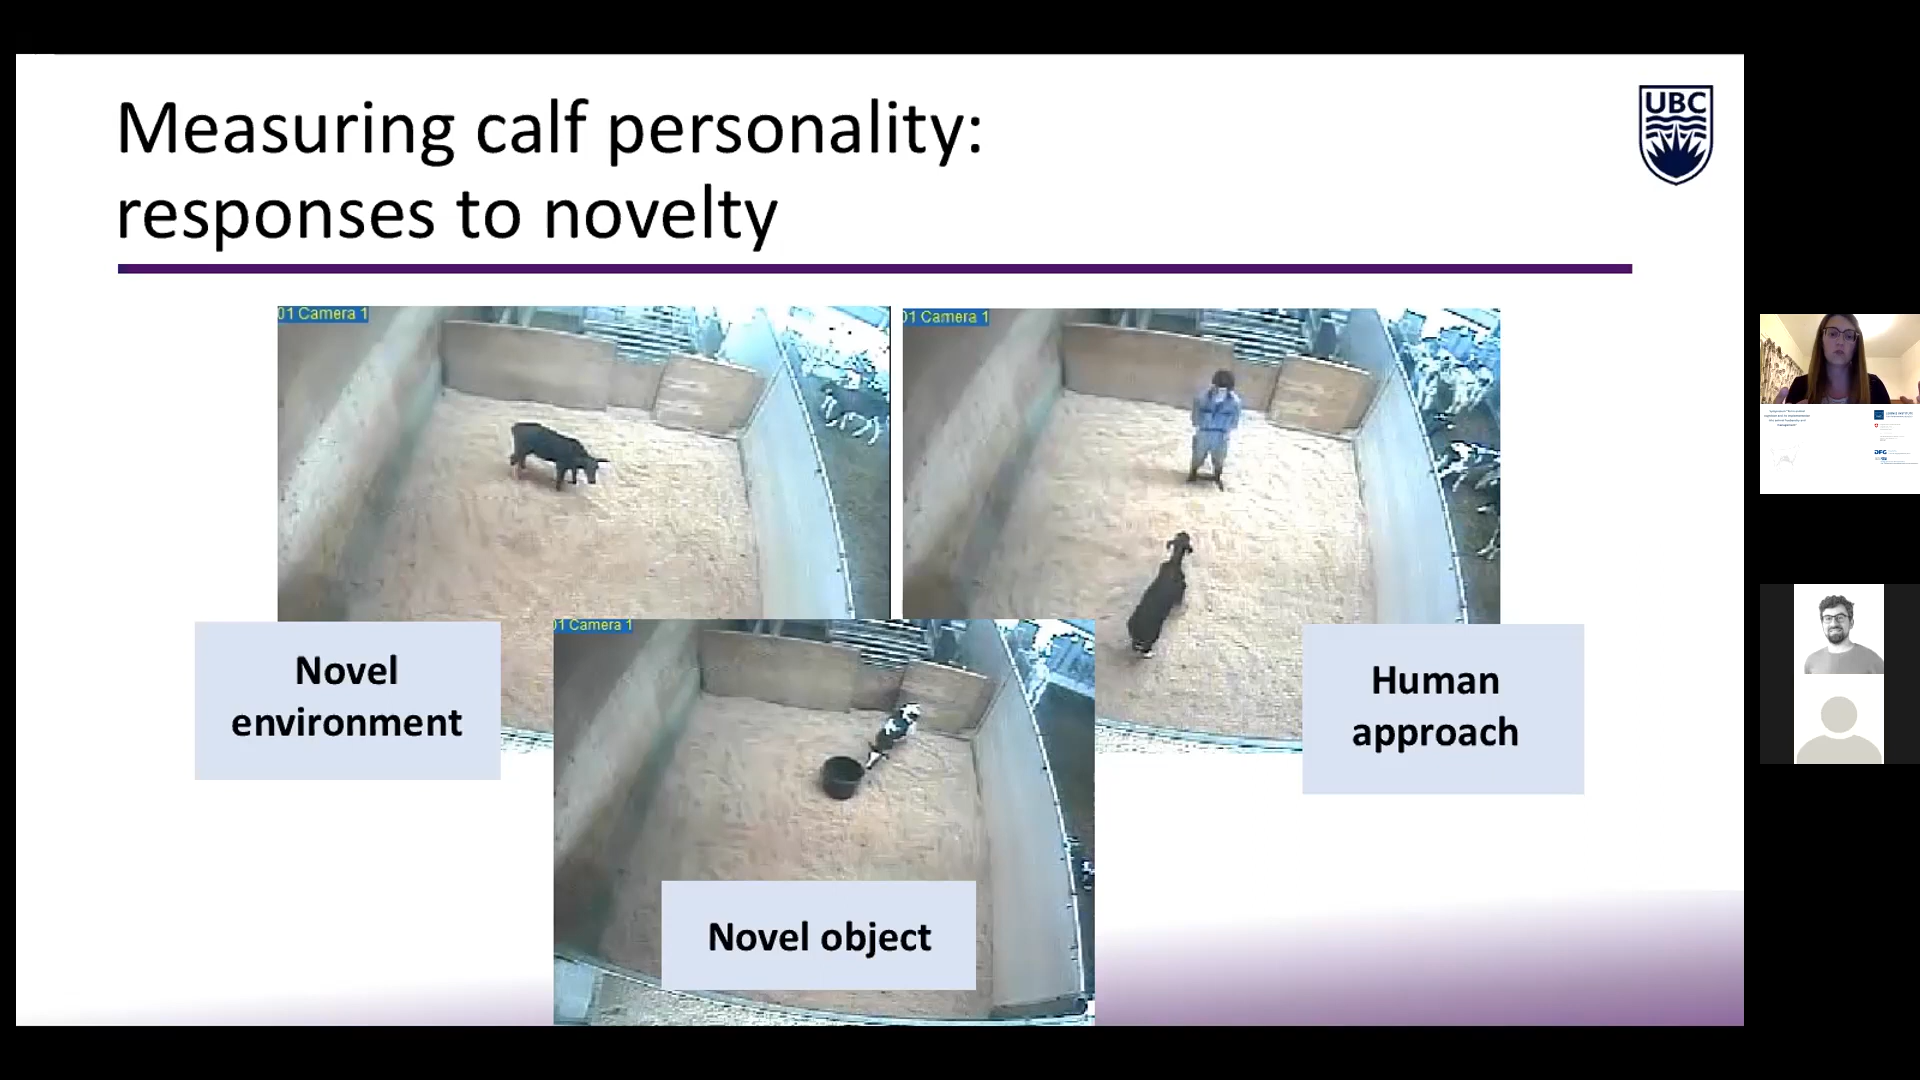 Measuring calf personality:
responses to novelty
UBC
01 Camera 1
01 Camera 1
Novel
environment
01 Camera 1
Human
approach
Novel object
DFG